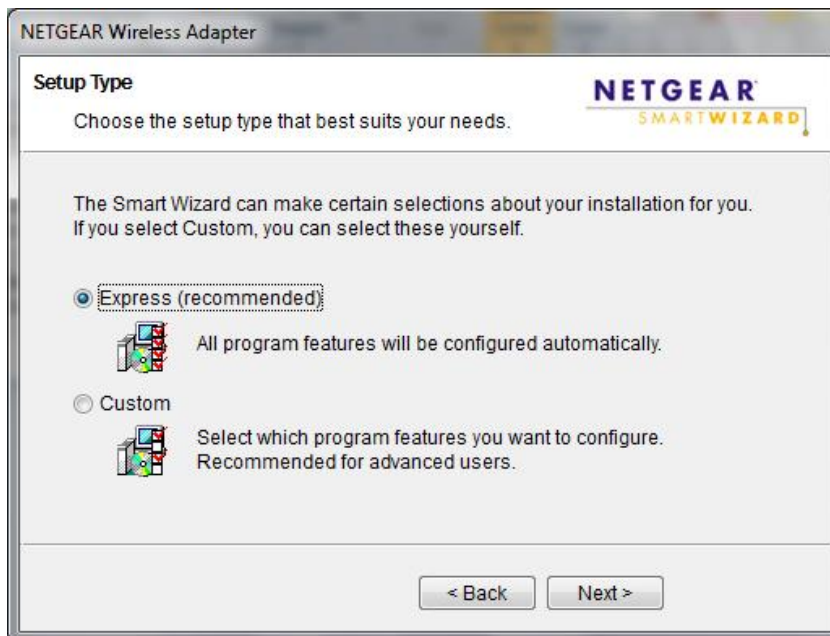 NETGEAR Wireless Adapter
Setup Type
Choose the setup type that best suits your needs.
NETGEAR
SMARTWIZARD
The Smart Wizard can make certain selections about your installation for you.
If you select Custom, you can select these yourself.
Express (recommended)
All program features will be configured automatically.
Custom
Select which program features you want to configure.
Recommended for advanced users.
< Back
Next >